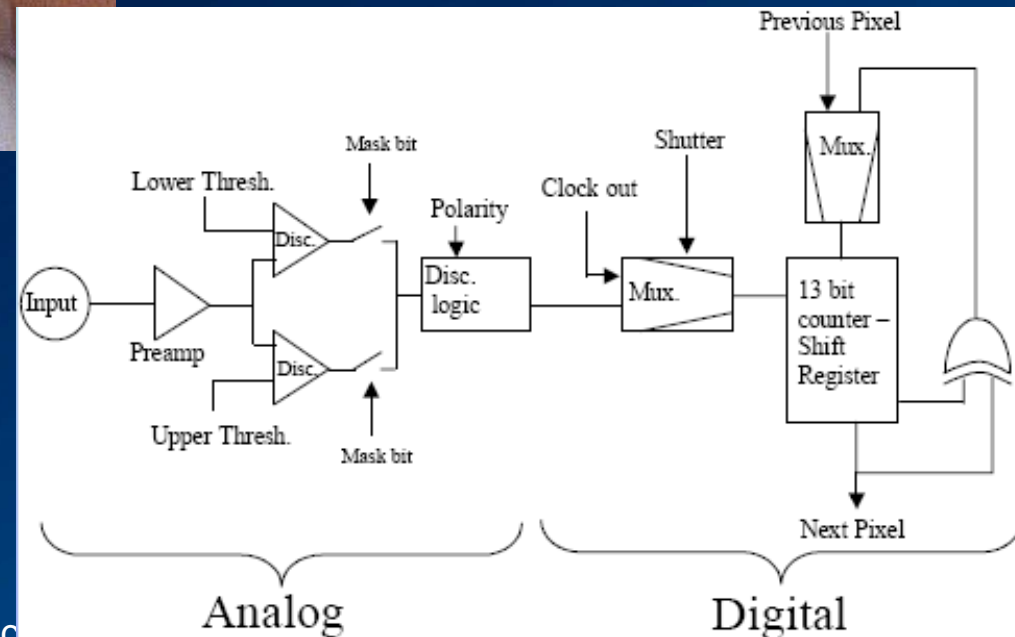 Previous Pixel
Mux.
Shutter
Mask bit
Clock out
Lower Thresh.
Polarity
Disc.
Input
Preamp
Disc.
logic
Mux.
13 bit
counter –
Shift
Register
Disc.
Upper Thresh.
Mask bit
Next Pixel
Analog
Digital